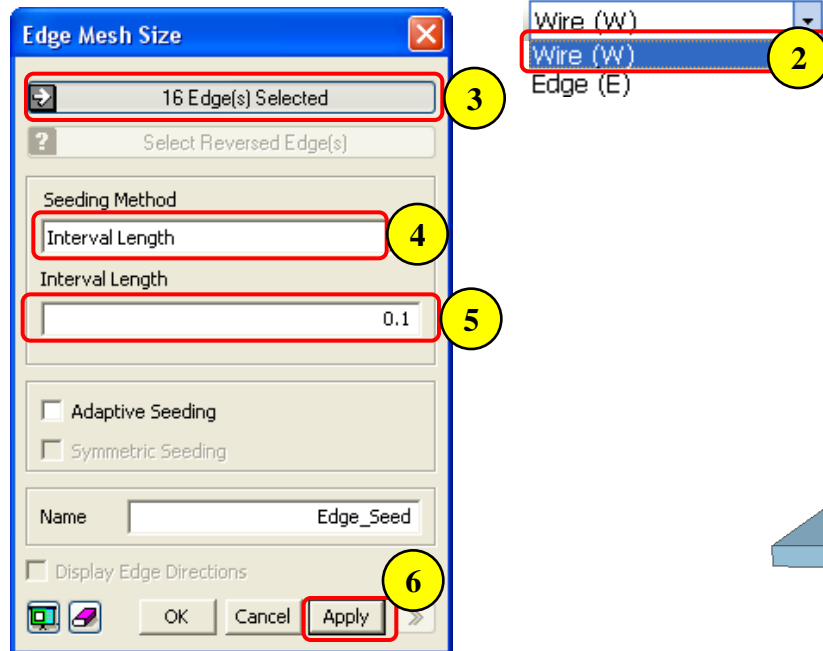 Edge Mesh Size
Wire (W)
Wire (W)
2
Edge (E)
16 Edge(s) Selected
3
Select Reversed Edge(s)
Seeding Method
Interval Length
4
Interval Length
0.1
5
Adaptive Seeding
Symmetric Seeding
Name
Edge_Seed
Display Edge Directions
6
OK
Cancel
Apply